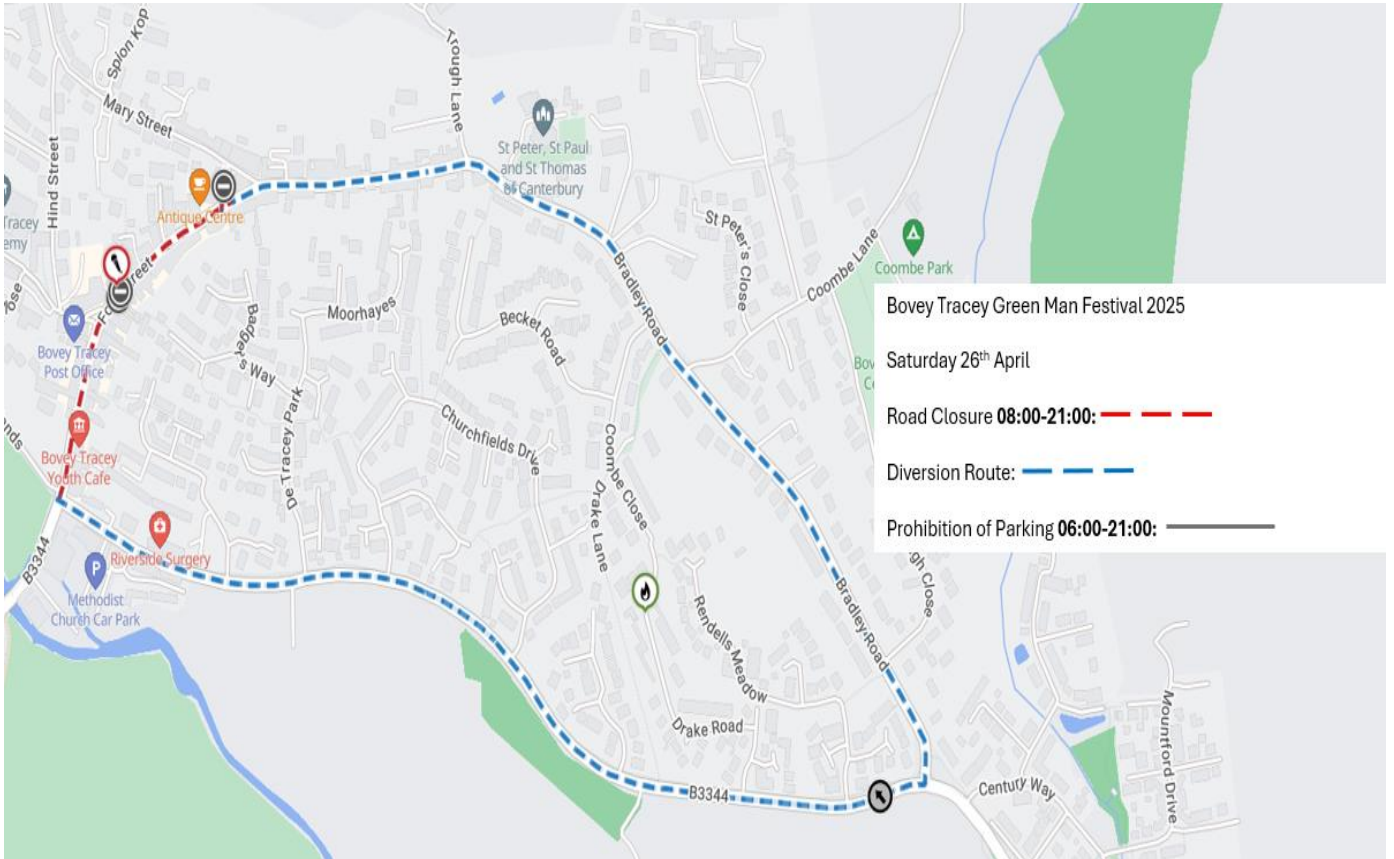 Spion Kop
Trough Lane
Mary Street
Hind Street
St Peter, St Paul
and St Thomas
of Canterbury
Antique Centre
Tracey
St Peter's Close
Coombe Lane
Coombe Park
Bradley Road
Moorhayes
Becket Road
Badger's Way
Bovey Tracey
Post Office
De Tracey Park
Churchfields Drive
Coombe Close
Bovey Tracey
Youth Cafe
Drake Lane
Riverside Surgery
B3344
P
Methodist
Church Car Park
Rendells Meadow
Bradley Road
Drake Road
B3344
Century Way
Mountford Drive
Bovey Tracey Green Man Festival 2025
Saturday 26th April
Road Closure 08:00-21:00:
Diversion Route:
Prohibition of Parking 06:00-21:00: